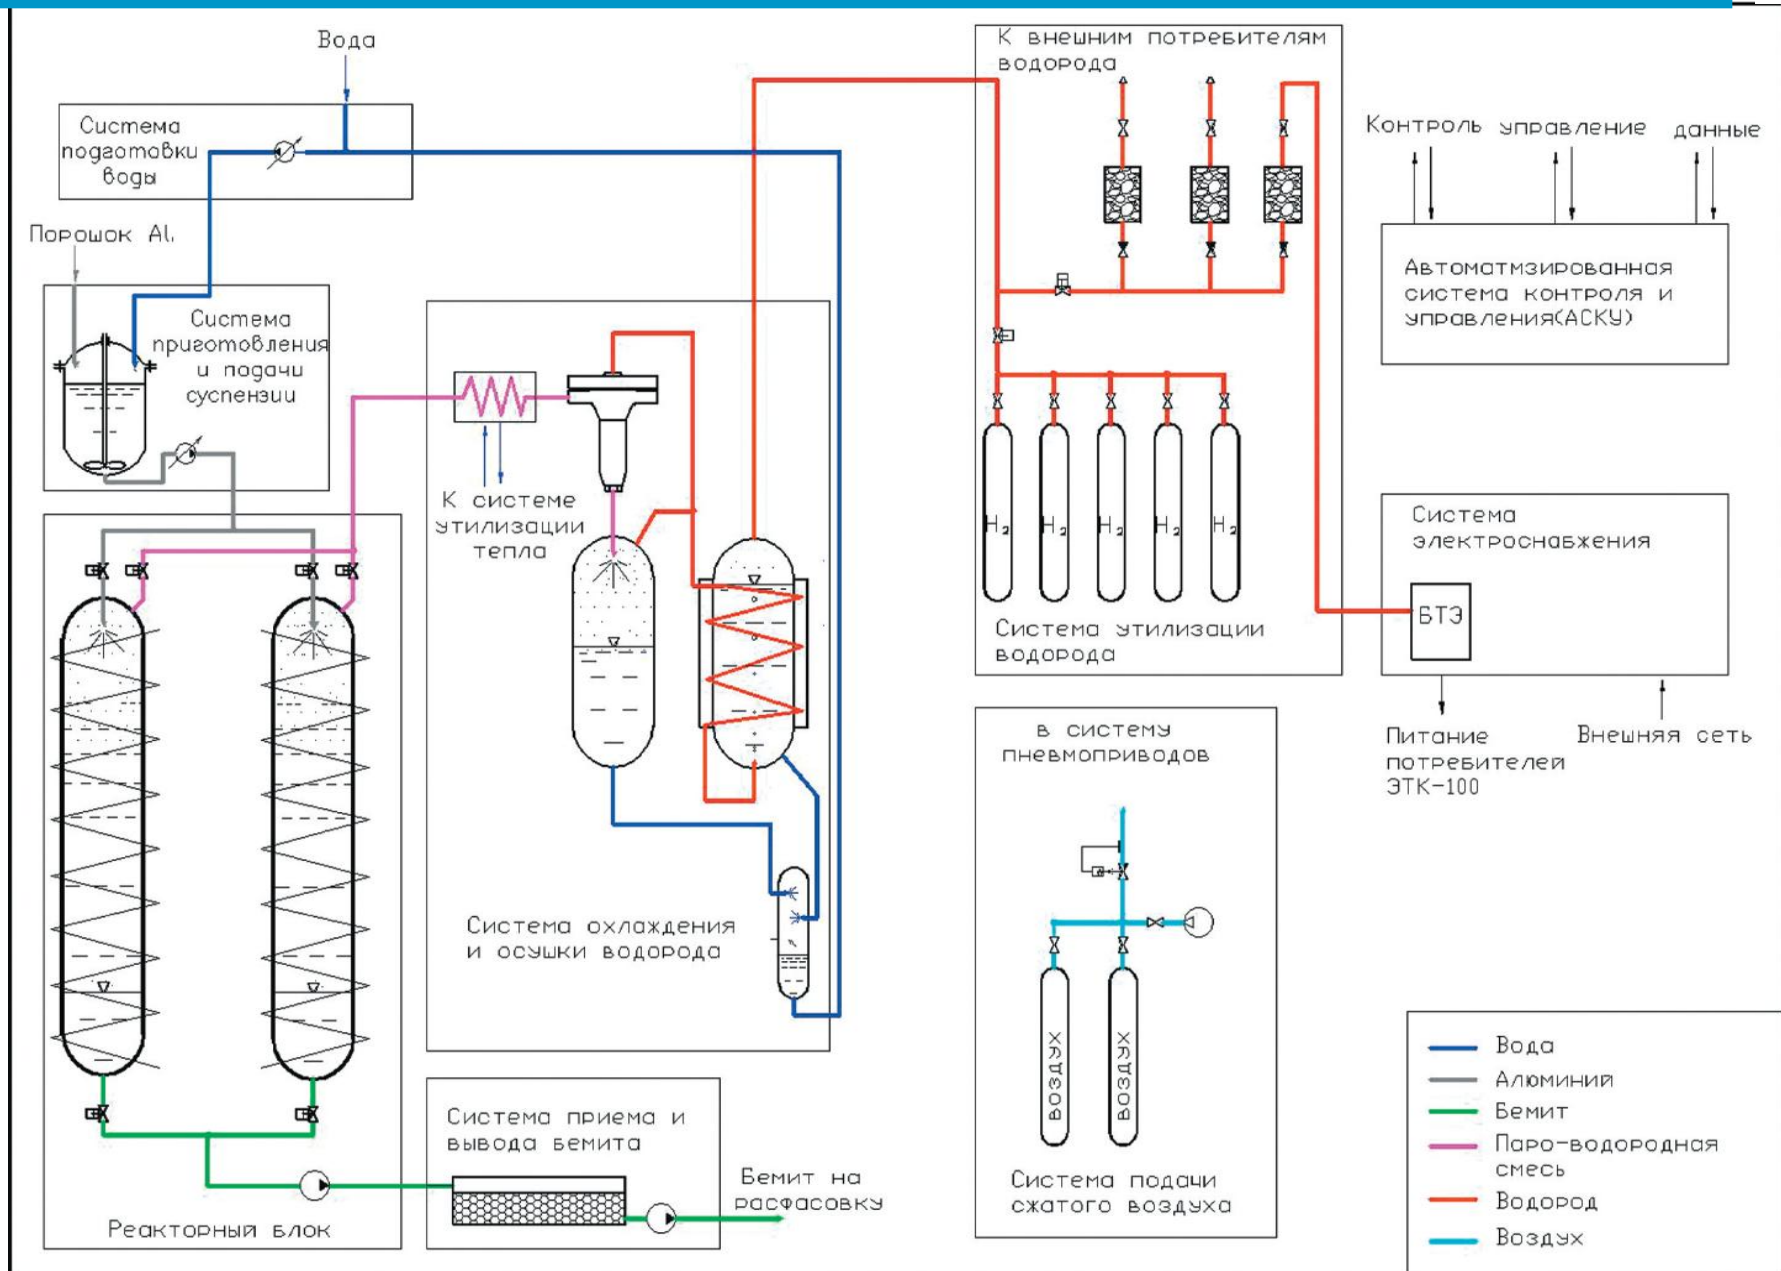 Вода
Система
подготовки
воды
Порошок Al.
Система
приготовления
и подачи
суспензии
К системе
утилизации
тепла
Система охлаждения
и осушки водорода
Реакторный блок
Система приема и
вывода бемита
Бемит на
расфасовку
К внешним потребителям
водорода
H2
H2
H2
H2
H2
Система утилизации
водорода
в систему
пневмоприводов
ВОЗДУХ
ВОЗДУХ
Система подачи
сжатого воздуха
Контроль управление данные
Автоматмзированная
система контроля и
управления(АСКУ)
Система
электроснабжения
БТЭ
Питание
потребителей
ЭТК-100
Внешняя сеть
Вода
Алюминий
Бемит
Паро-водородная
смесь
Водород
Воздух